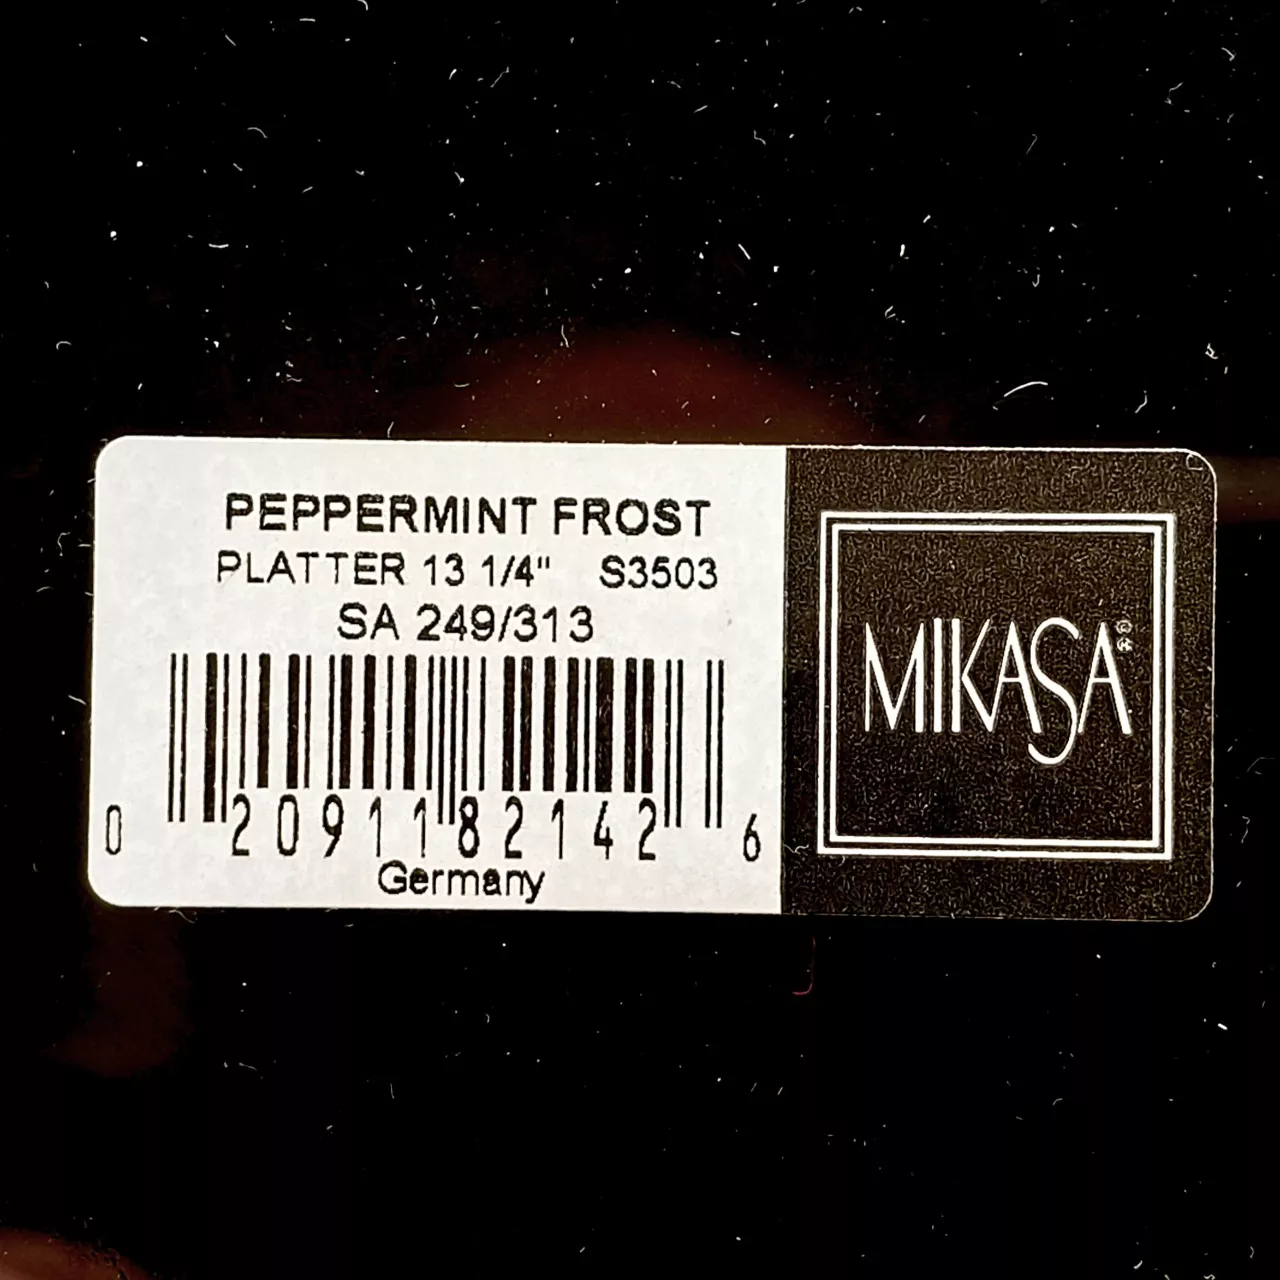 PEPPERMINT FROST
PLATTER 13 1/4" S3503
SA 249/313
0 20911 82142 6
Germany
MIKASA®